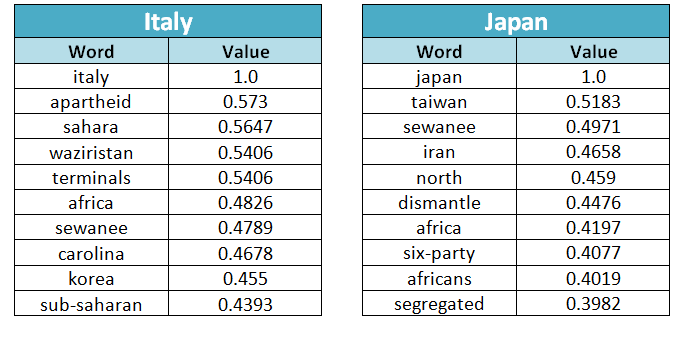 Italy
Word Value
italy 1.0
apartheid 0.573
sahara 0.5647
waziristan 0.5406
terminals 0.5406
africa 0.4826
sewanee 0.4789
carolina 0.4678
korea 0.455
sub-saharan 0.4393
Japan
Word Value
japan 1.0
taiwan 0.5183
sewanee 0.4971
iran 0.4658
north 0.459
dismantle 0.4476
africa 0.4197
six-party 0.4077
africans 0.4019
segregated 0.3982